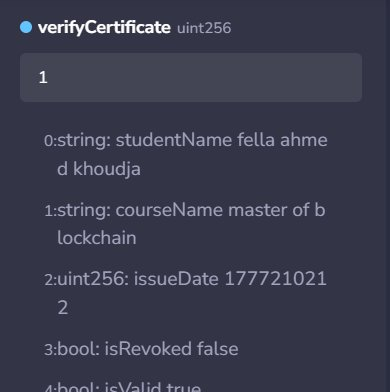 verifyCertificate uint256
1
0:string: studentName fella ahme
d khoudja
1:string: courseName master of b
lockchain
2:uint256: issueDate 177721021
2
3:bool: isRevoked false
4:bool: isValid true